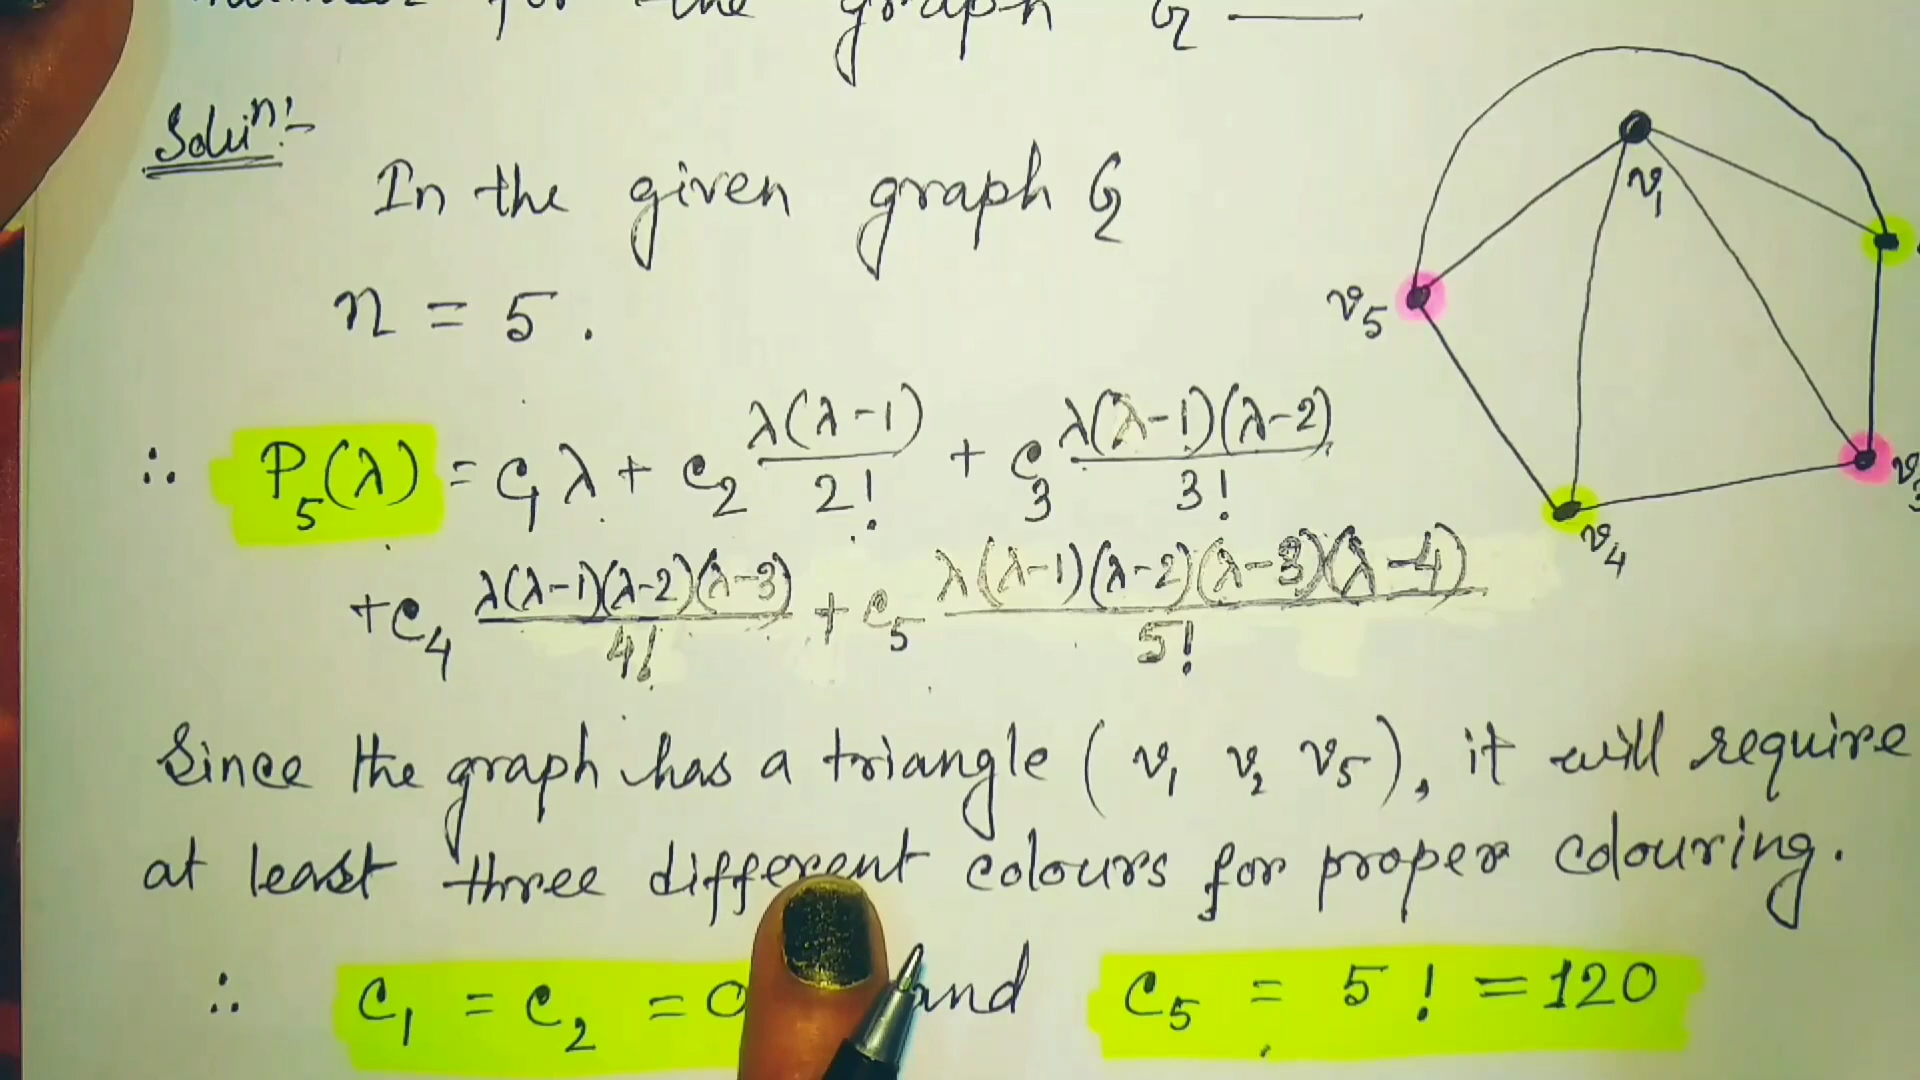 number for the graph G —
Solun:-
In the given graph G
n = 5 .
∴ P5(λ) = C1 λ + C2 λ(λ-1)/2! + C3 λ(λ-1)(λ-2)/3!
+ C4 λ(λ-1)(λ-2)(λ-3)/4! + C5 λ(λ-1)(λ-2)(λ-3)(λ-4)/5!
Since the graph has a triangle (v1 v2 v5), it will require
at least three different colours for proper colouring.
∴ C1 = C2 = 0 and C5 = 5! = 120
v1
v5
v3
v4